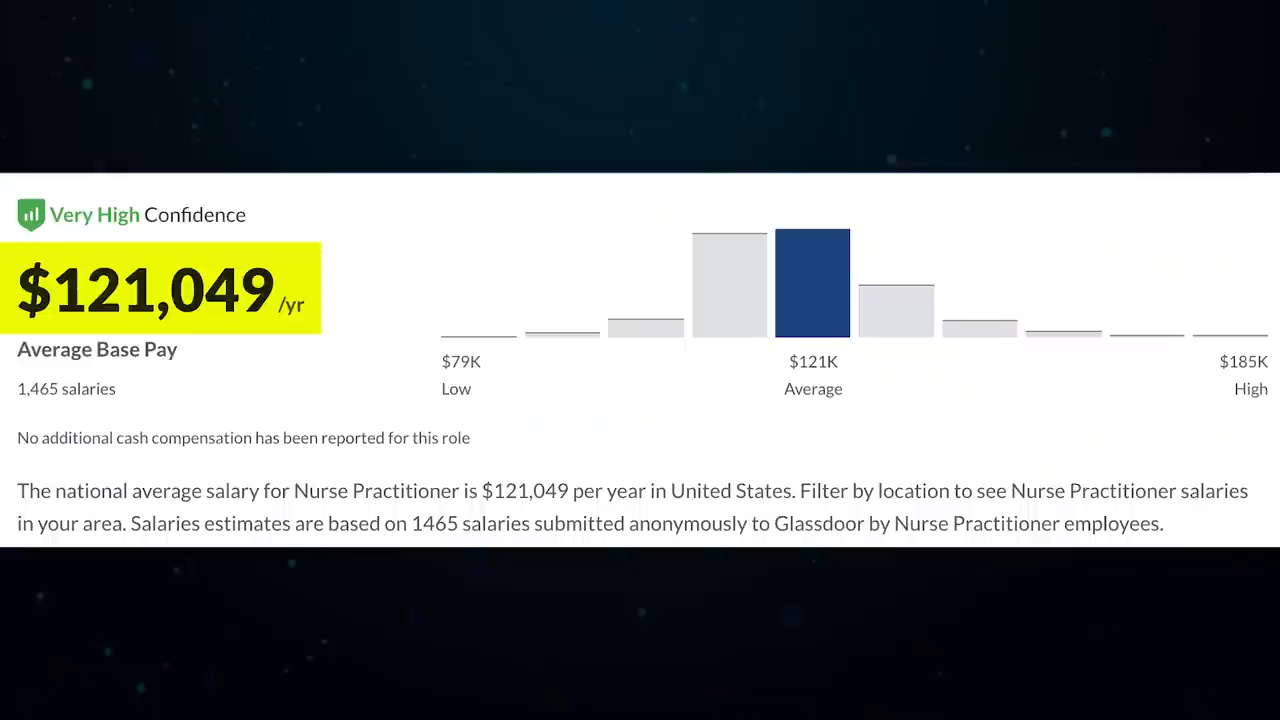 Very High Confidence
$121,049 /yr
Average Base Pay
1,465 salaries
$79K
Low
$121K
Average
$185K
High
No additional cash compensation has been reported for this role
The national average salary for Nurse Practitioner is $121,049 per year in United States. Filter by location to see Nurse Practitioner salaries
in your area. Salaries estimates are based on 1465 salaries submitted anonymously to Glassdoor by Nurse Practitioner employees.